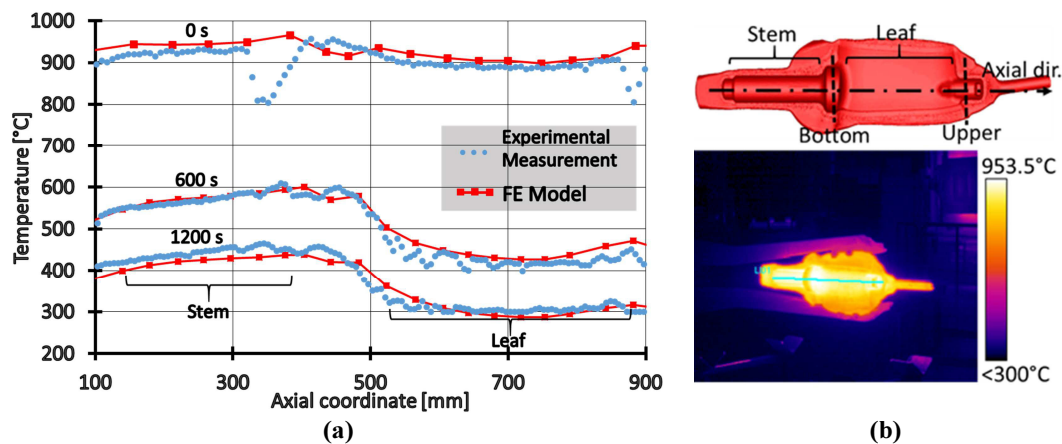 1000
900
800
700
600
500
400
300
200
Temperature [°C]
0 s
600 s
1200 s
Experimental
Measurement
FE Model
Stem
Leaf
100
300
500
700
900
Axial coordinate [mm]
(a)
Stem
Leaf
Axial dir.
Bottom
Upper
953.5°C
<300°C
(b)